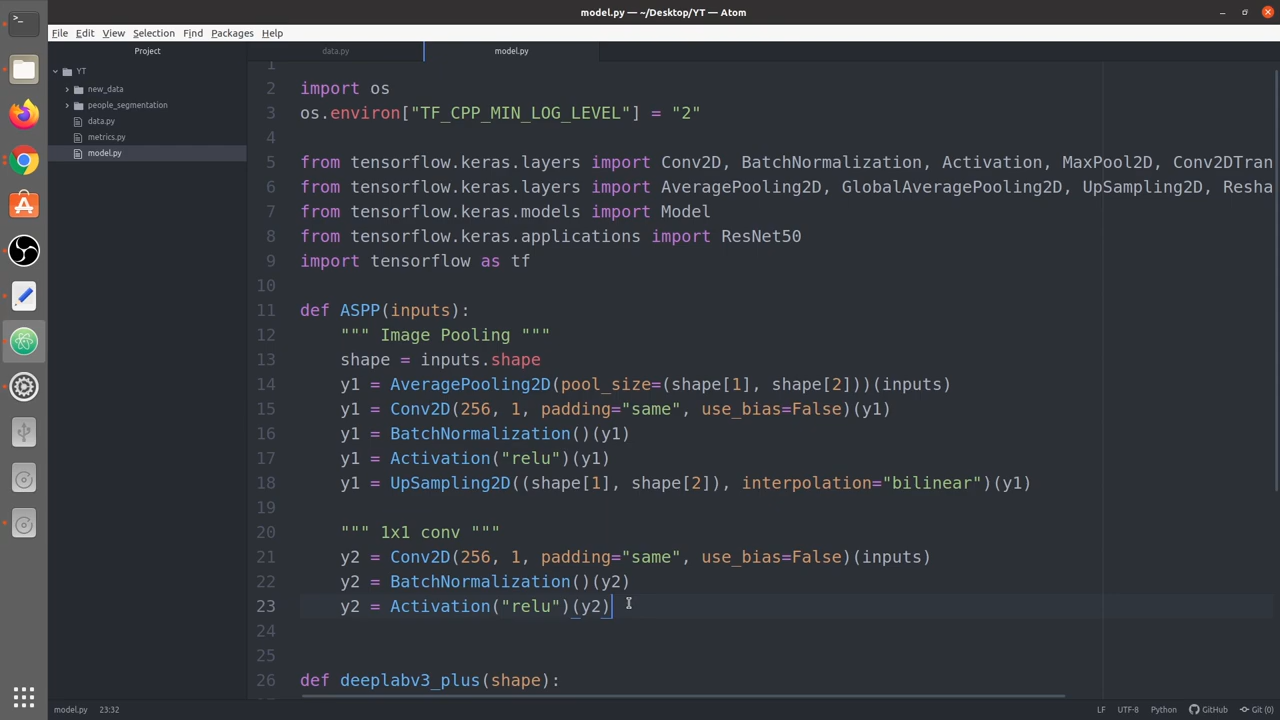 model.py — ~/Desktop/YT — Atom
File Edit View Selection Find Packages Help
Project
data.py
model.py
YT
new_data
people_segmentation
data.py
metrics.py
model.py
1
2 import os
3 os.environ["TF_CPP_MIN_LOG_LEVEL"] = "2"
4
5 from tensorflow.keras.layers import Conv2D, BatchNormalization, Activation, MaxPool2D, Conv2DTran
6 from tensorflow.keras.layers import AveragePooling2D, GlobalAveragePooling2D, UpSampling2D, Resha
7 from tensorflow.keras.models import Model
8 from tensorflow.keras.applications import ResNet50
9 import tensorflow as tf
10
11 def ASPP(inputs):
12 """ Image Pooling """
13 shape = inputs.shape
14 y1 = AveragePooling2D(pool_size=(shape[1], shape[2]))(inputs)
15 y1 = Conv2D(256, 1, padding="same", use_bias=False)(y1)
16 y1 = BatchNormalization()(y1)
17 y1 = Activation("relu")(y1)
18 y1 = UpSampling2D((shape[1], shape[2]), interpolation="bilinear")(y1)
19
20 """ 1x1 conv """
21 y2 = Conv2D(256, 1, padding="same", use_bias=False)(inputs)
22 y2 = BatchNormalization()(y2)
23 y2 = Activation("relu")(y2)
24
25
26 def deeplabv3_plus(shape):
model.py 23:32 LF UTF-8 Python GitHub Git (0)